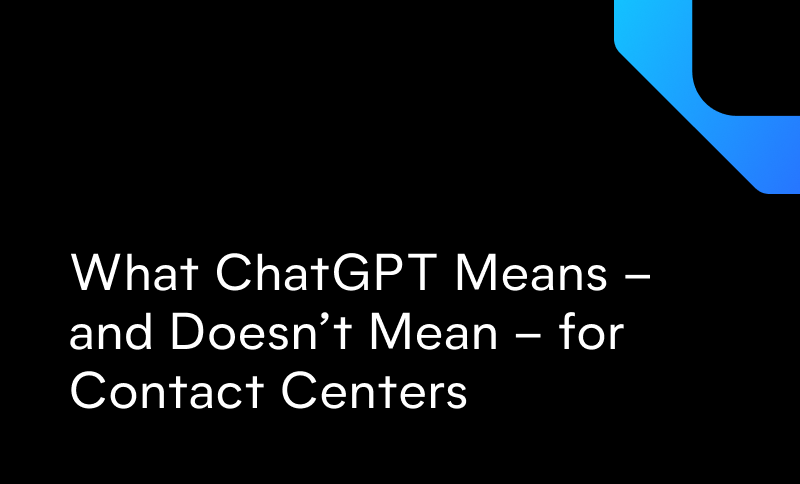 What ChatGPT Means –
and Doesn’t Mean – for
Contact Centers